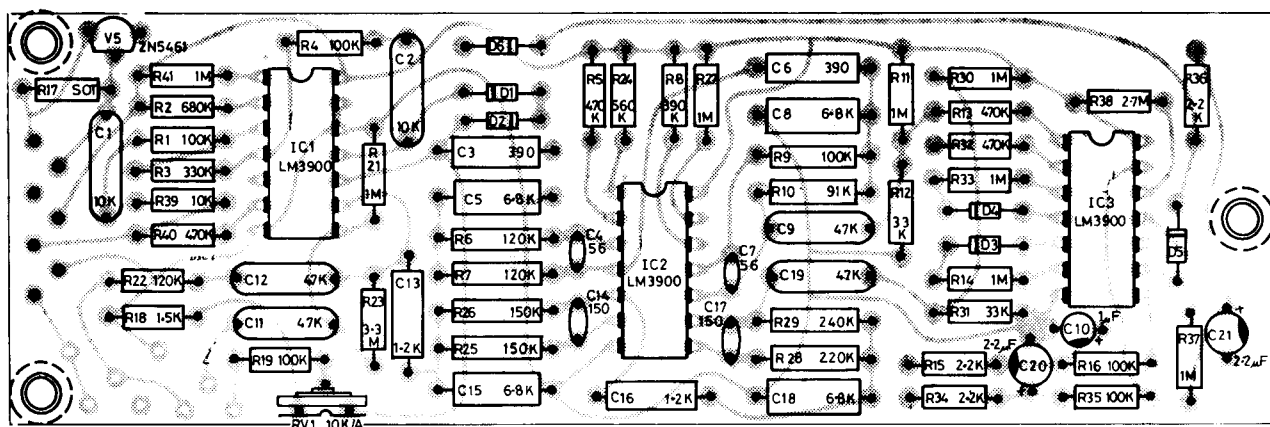 V5
2N5461
R17 SOT
C1
10K
R41 1M
R2 680K
R1 100K
R3 330K
R39 10K
R40 470K
R22 120K
R18 1.5K
R4 100K
IC1
LM3900
R21
1M
C2
10K
D6
D1
D2
C3 390
C5 6·8K
R6 120K
R7 120K
R26 150K
R25 150K
C15 6·8K
C12 47K
C11 47K
R19 100K
RV1 10K/A
R23
3·3
M
C13
1·2K
C4
56
C14
150
R5
470
K
R24
560
K
R8
390
K
R27
1M
IC2
LM3900
C7
56
C17
150
C16 1·2K
C6 390
C8 6·8K
R9 100K
R10 91K
C9 47K
C19 47K
R29 240K
R28 220K
C18 6·8K
R11
1M
R12
33
K
R30 1M
R13 470K
R32 470K
R33 1M
D4
D3
R14 1M
R31 33K
R15 2·2K
R34 2·2K
2·2µF
C20
+
R38 2·7M
IC3
LM3900
1µF
C10
+
R16 100K
R35 100K
R36
2·2
K
D5
R37
1M
+
C21
2·2µF